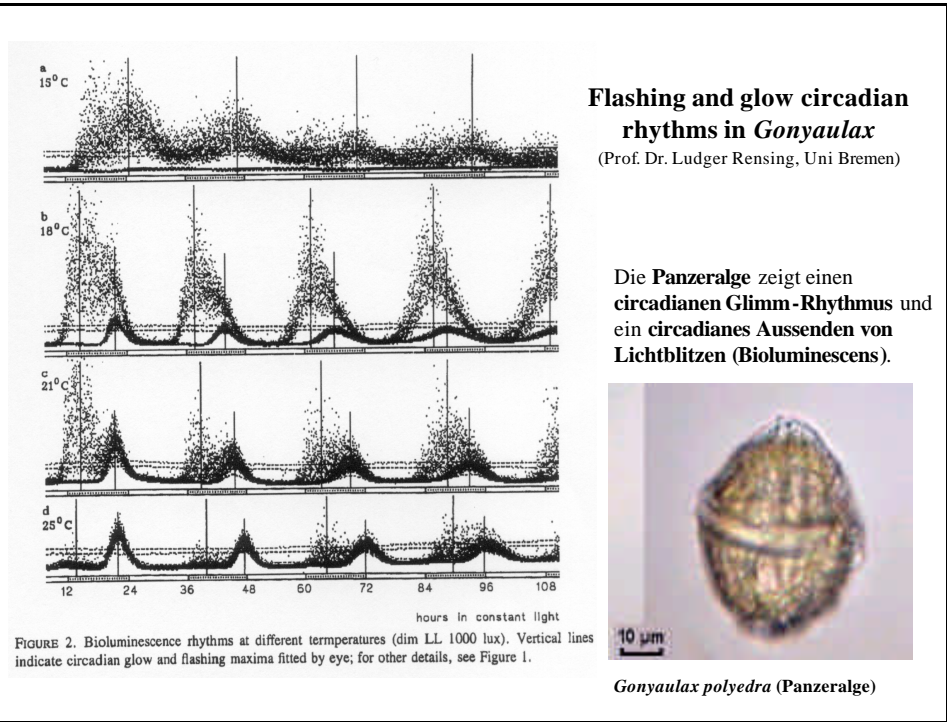 Flashing and glow circadian
rhythms in Gonyaulax
(Prof. Dr. Ludger Rensing, Uni Bremen)
a
15°C
b
18°C
c
21°C
d
25°C
12 24 36 48 60 72 84 96 108
hours in constant light
FIGURE 2. Bioluminescence rhythms at different termperatures (dim LL 1000 lux). Vertical lines
indicate circadian glow and flashing maxima fitted by eye; for other details, see Figure 1.
Die Panzeralge zeigt einen
circadianen Glimm-Rhythmus und
ein circadianes Aussenden von
Lichtblitzen (Bioluminescens).
10 µm
Gonyaulax polyedra (Panzeralge)